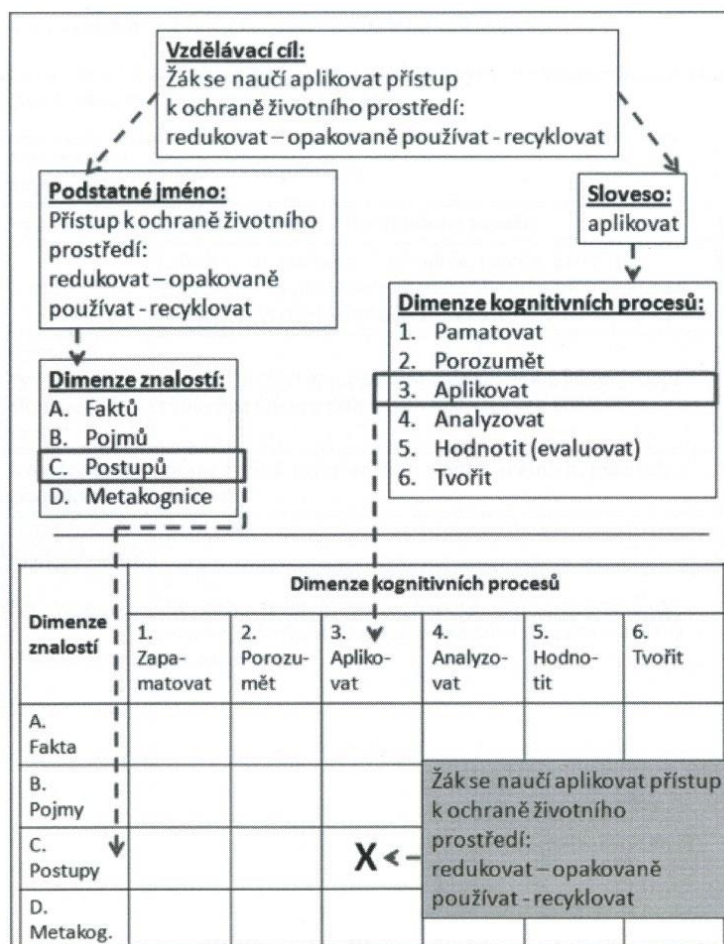 Vzdělávací cíl:
Žák se naučí aplikovat přístup
k ochraně životního prostředí:
redukovat – opakovaně používat - recyklovat
Podstatné jméno:
Přístup k ochraně životního
prostředí:
redukovat – opakovaně
používat - recyklovat
Sloveso:
aplikovat
Dimenze znalostí:
A. Faktů
B. Pojmů
C. Postupů
D. Metakognice
Dimenze kognitivních procesů:
1. Pamatovat
2. Porozumět
3. Aplikovat
4. Analyzovat
5. Hodnotit (evaluovat)
6. Tvořit
Dimenze
znalostí
Dimenze kognitivních procesů
1.
Zapa-
matovat
2.
Porozu-
mět
3.
Apliko-
vat
4.
Analyzo-
vat
5.
Hodno-
tit
6.
Tvořit
A.
Fakta
B.
Pojmy
C.
Postupy
X
Žák se naučí aplikovat přístup
k ochraně životního
prostředí:
redukovat – opakovaně
používat - recyklovat
D.
Metakog.